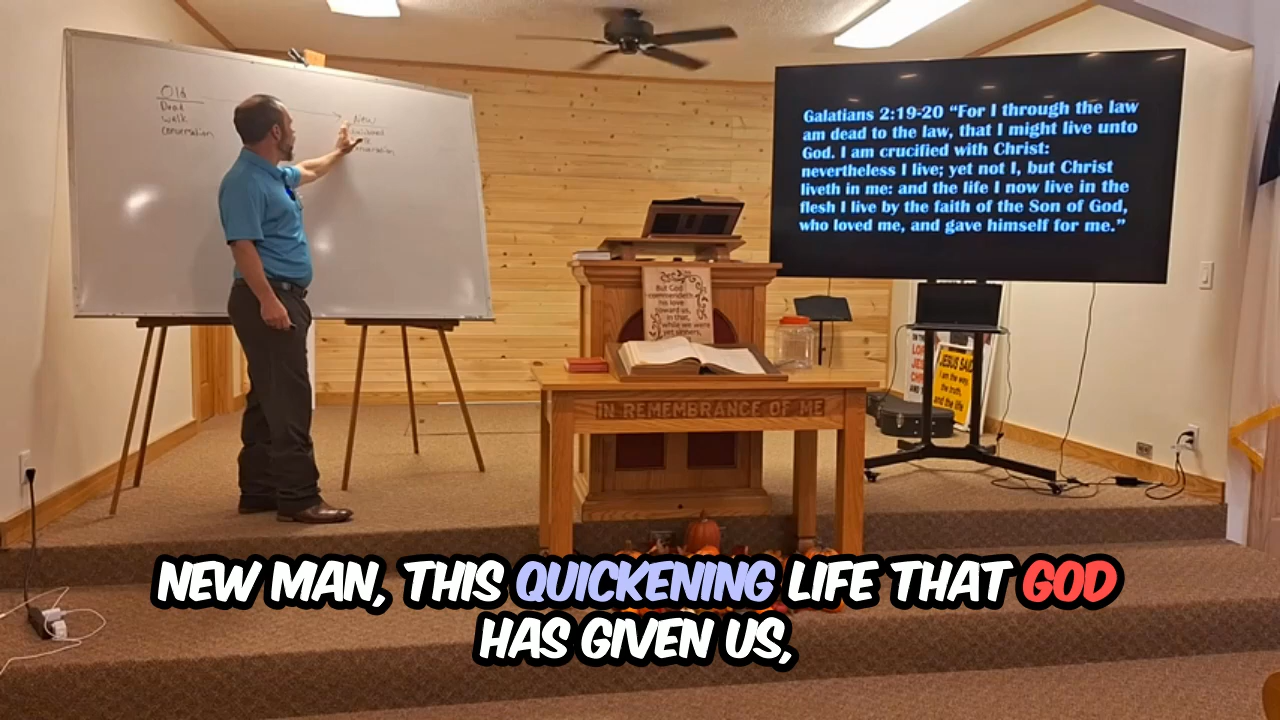 Old
Dead
Walk
Conversation
New
Galatians 2:19-20 “For I through the law
am dead to the law, that I might live unto
God. I am crucified with Christ:
nevertheless I live; yet not I, but Christ
liveth in me: and the life I now live in the
flesh I live by the faith of the Son of God,
who loved me, and gave himself for me.”
But God
commendeth
his love
toward us,
in that,
while we were
yet sinners,
JESUS SAID
I am the way,
the truth,
and the life
IN REMEMBRANCE OF ME
NEW MAN, THIS QUICKENING LIFE THAT GOD
HAS GIVEN US,